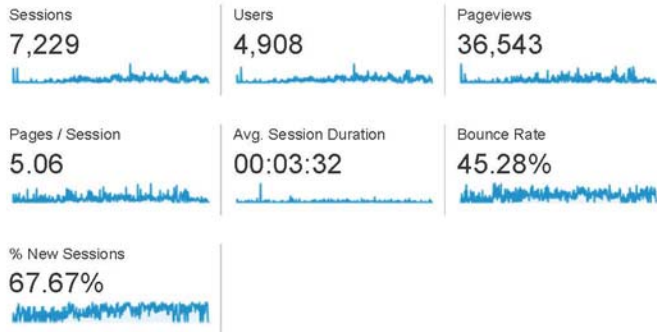 Sessions
7,229
Users
4,908
Pageviews
36,543
Pages / Session
5.06
Avg. Session Duration
00:03:32
Bounce Rate
45.28%
% New Sessions
67.67%